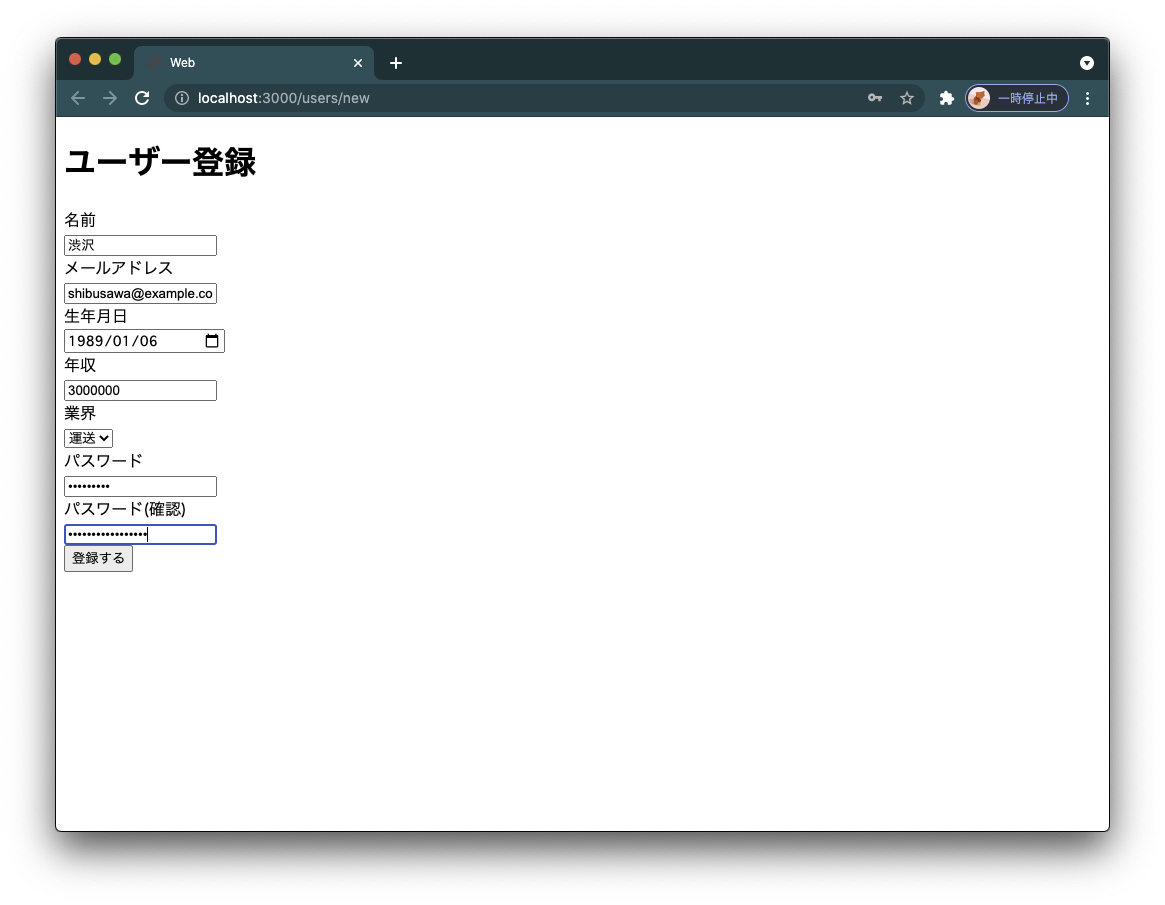 Web
localhost:3000/users/new
一時停止中
ユーザー登録
名前
渋沢
メールアドレス
shibusawa@example.co
生年月日
1989/01/06
年収
3000000
業界
運送
パスワード
•••••••••
パスワード(確認)
•••••••••••••••••
登録する